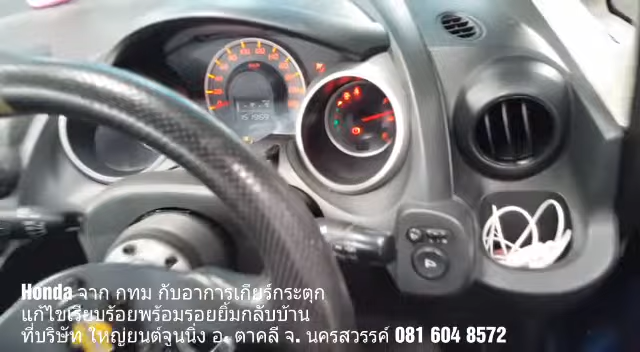 151959
Honda จาก กทม กับอาการเกียร์กระตุก
แก้ไขเรียบร้อยพร้อมรอยยิ้มกลับบ้าน
ที่บริษัท ใหญ่ยนต์จูนนิ่ง อ. ตาคลี จ. นครสวรรค์ 081 604 8572